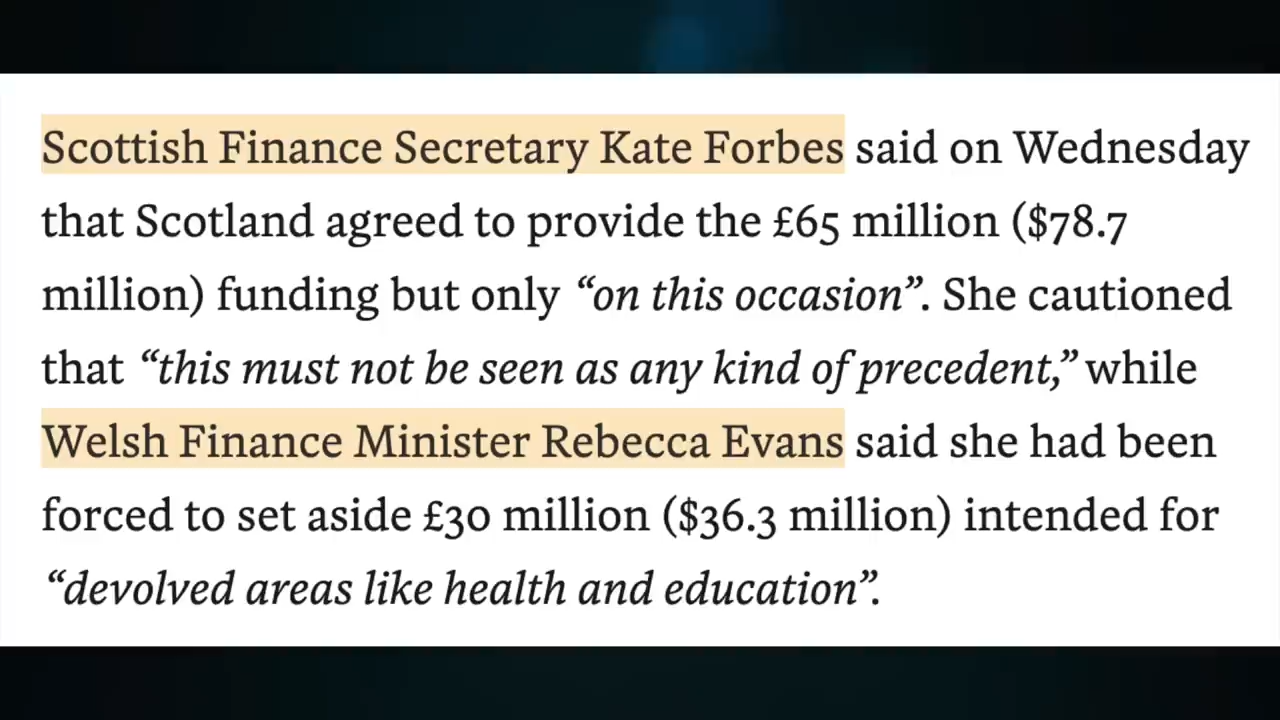 Scottish Finance Secretary Kate Forbes said on Wednesday
that Scotland agreed to provide the £65 million ($78.7
million) funding but only “on this occasion”. She cautioned
that “this must not be seen as any kind of precedent,” while
Welsh Finance Minister Rebecca Evans said she had been
forced to set aside £30 million ($36.3 million) intended for
“devolved areas like health and education”.